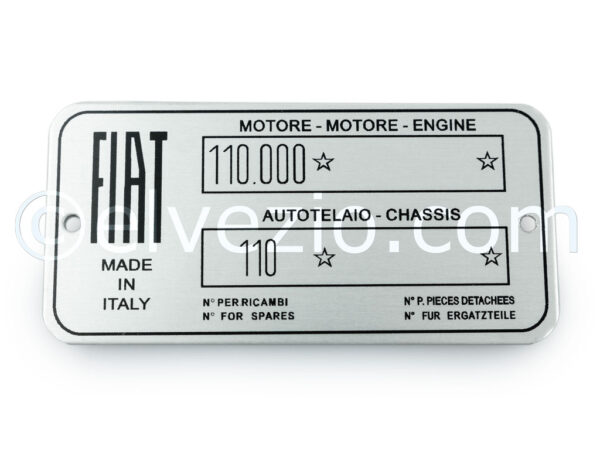 FIAT
MADE
IN
ITALY
MOTORE - MOTORE - ENGINE
110.000 ☆ ☆
AUTOTELAIO - CHASSIS
110 ☆ ☆
N° PER RICAMBI
N° FOR SPARES
N° P. PIECES DETACHEES
N° FUR ERGATZTEILE
©elvezio.com